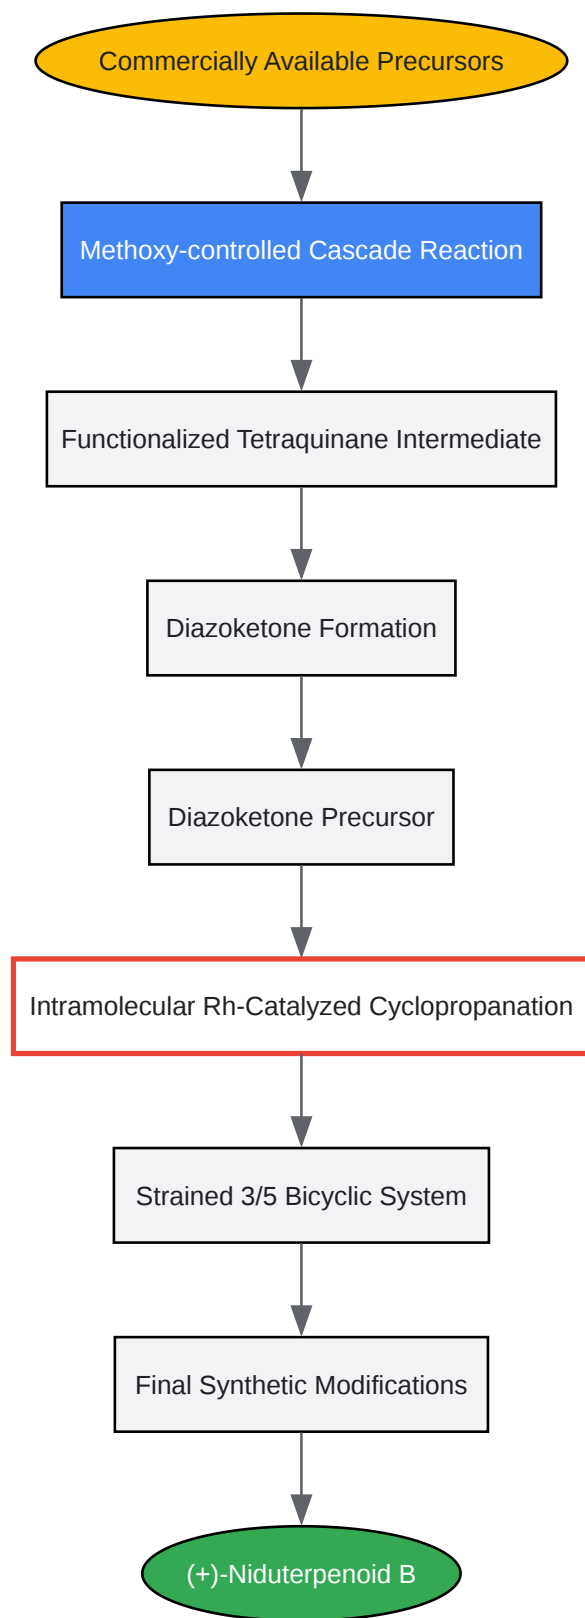 Commercially Available Precursors
Methoxy-controlled Cascade Reaction
Functionalized Tetraquinane Intermediate
Diazoketone Formation
Diazoketone Precursor
Intramolecular Rh-Catalyzed Cyclopropanation
Strained 3/5 Bicyclic System
Final Synthetic Modifications
(+)-Niduterpenoid B